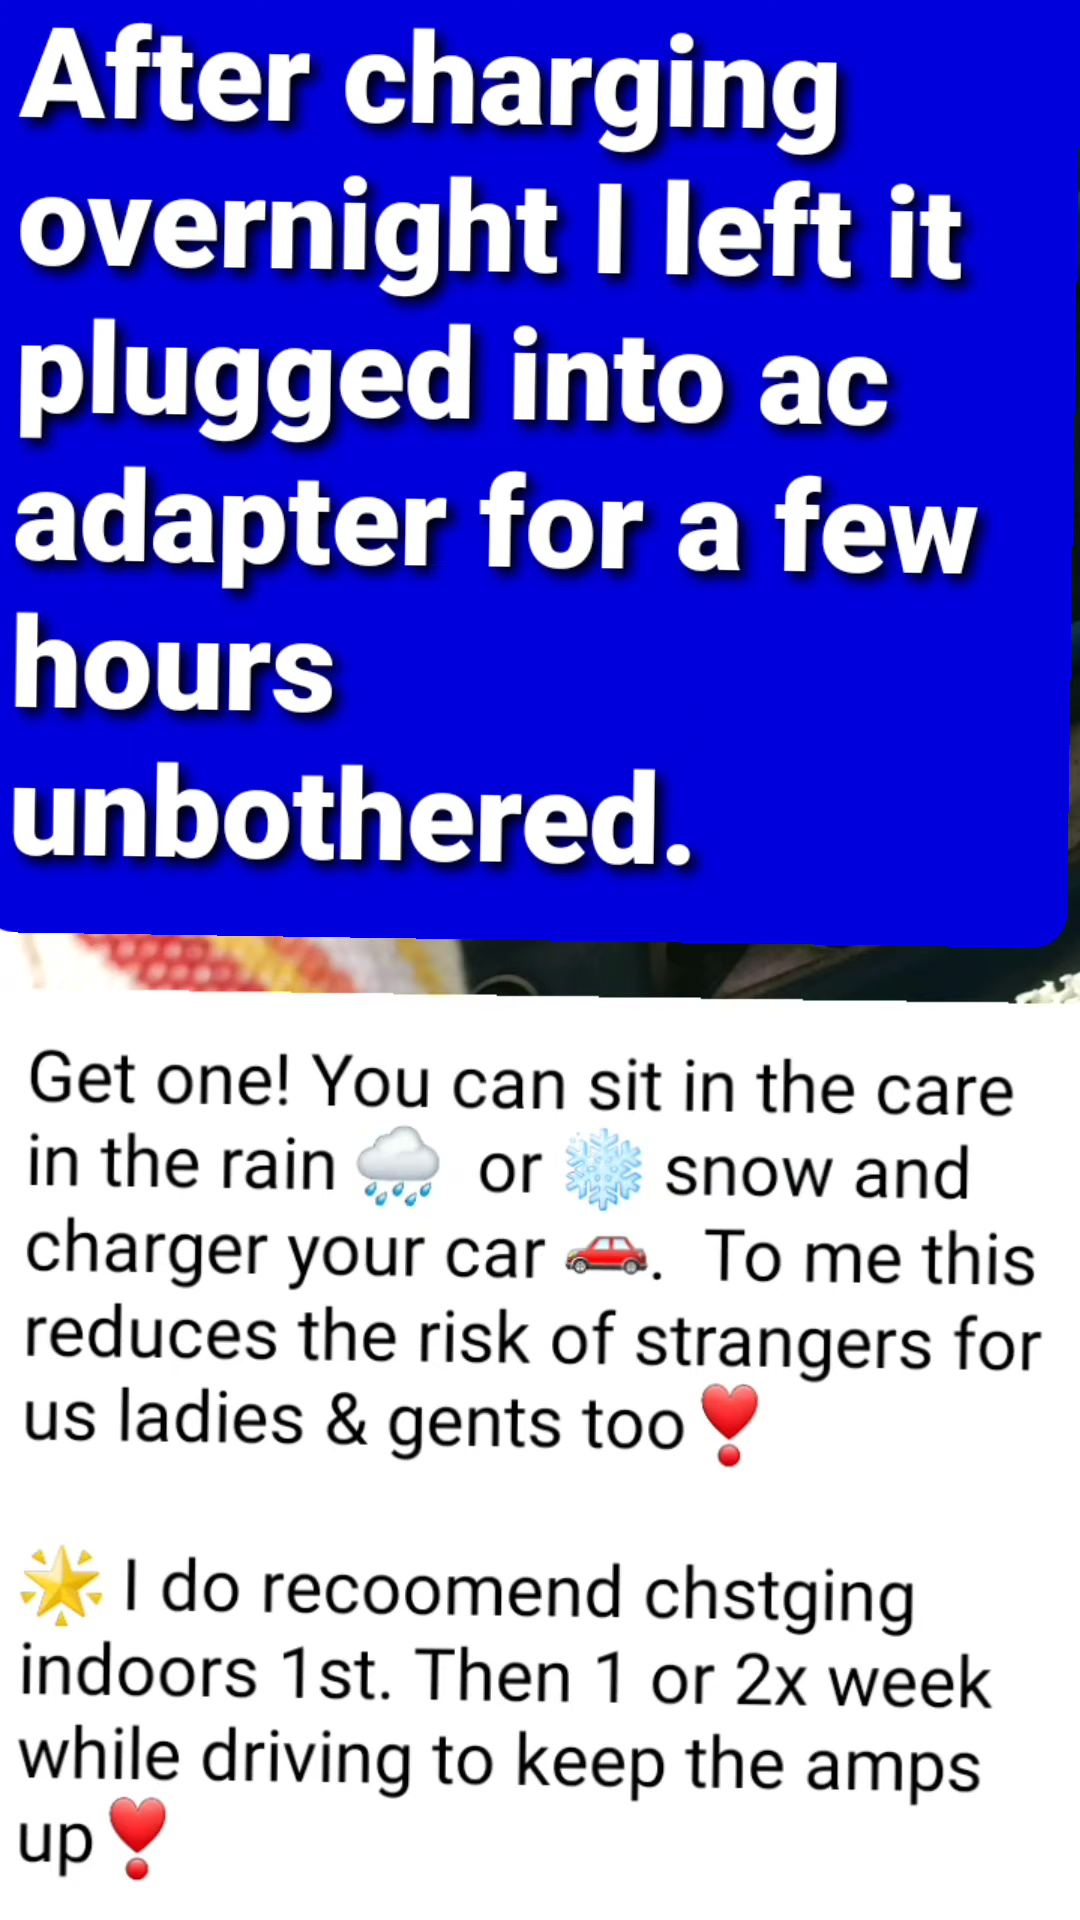 After charging
overnight I left it
plugged into ac
adapter for a few
hours
unbothered.
Get one! You can sit in the care
in the rain 🌧️ or ❄️ snow and
charger your car 🚗. To me this
reduces the risk of strangers for
us ladies & gents too❣️
🌟 I do recoomend chstging
indoors 1st. Then 1 or 2x week
while driving to keep the amps
up❣️